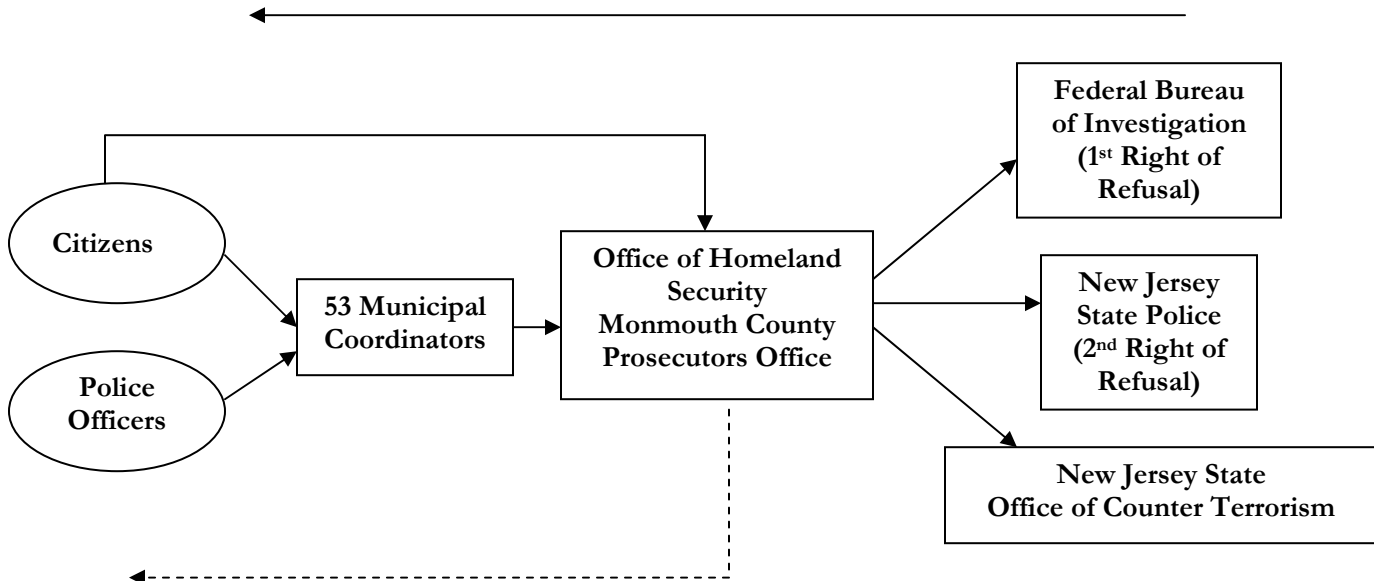 Citizens
Police
Officers
53 Municipal
Coordinators
Office of Homeland
Security
Monmouth County
Prosecutors Office
Federal Bureau
of Investigation
(1st Right of
Refusal)
New Jersey
State Police
(2nd Right of
Refusal)
New Jersey State
Office of Counter Terrorism